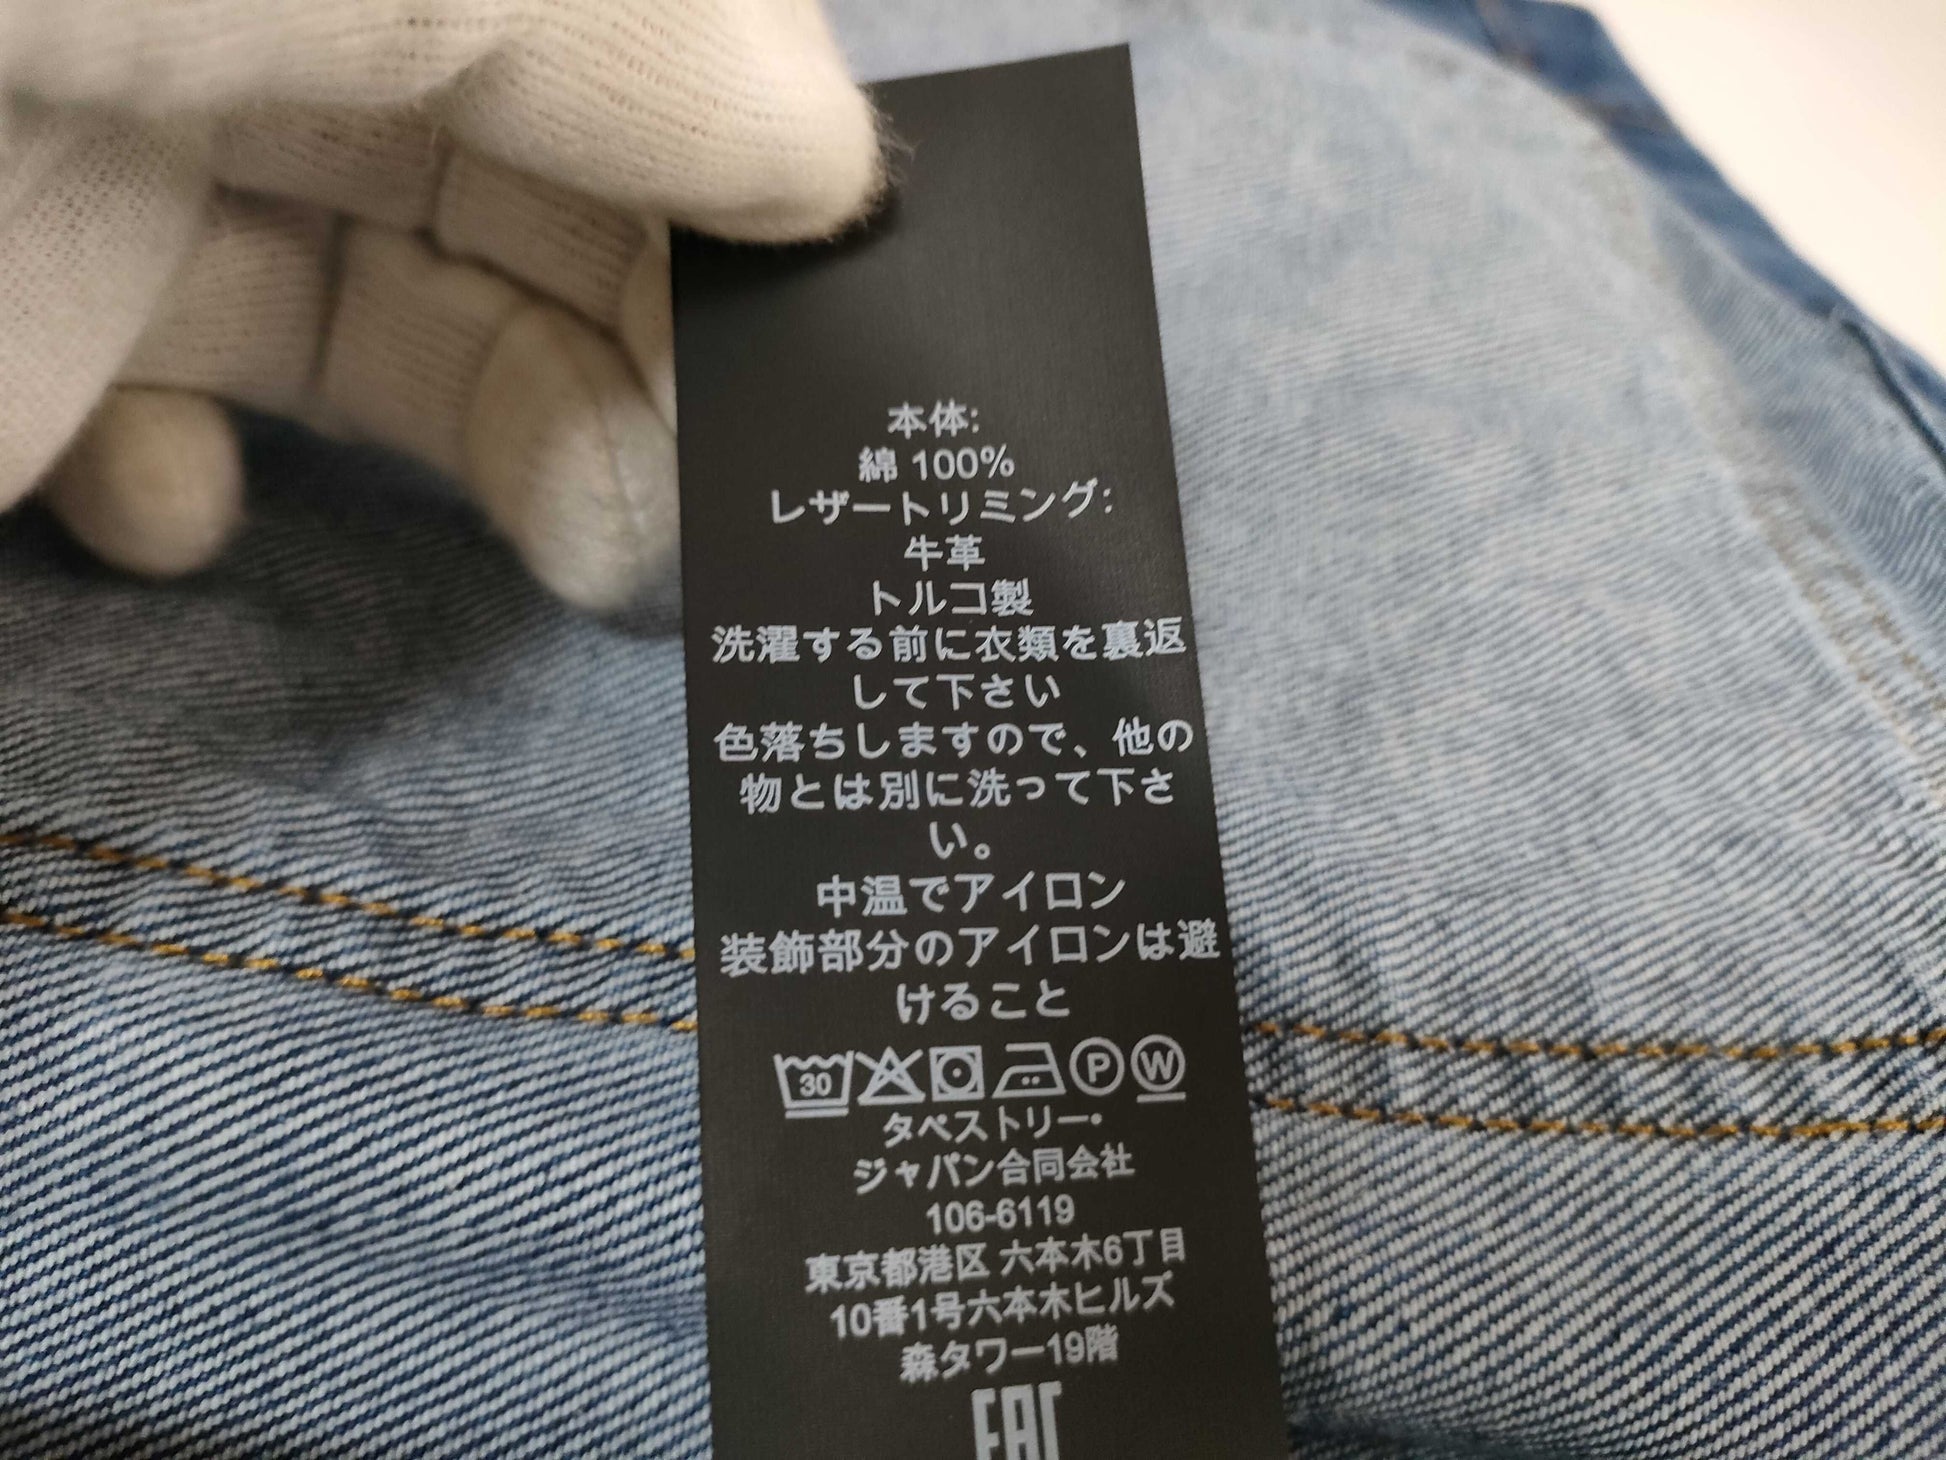 本体:
綿 100%
レザートリミング:
牛革
トルコ製
洗濯する前に衣類を裏返
して下さい
色落ちしますので、他の
物とは別に洗って下さ
い。
中温でアイロン
装飾部分のアイロンは避
けること
30 P W
タペストリー・
ジャパン合同会社
106-6119
東京都港区 六本木6丁目
10番1号六本木ヒルズ
森タワー19階
EAC